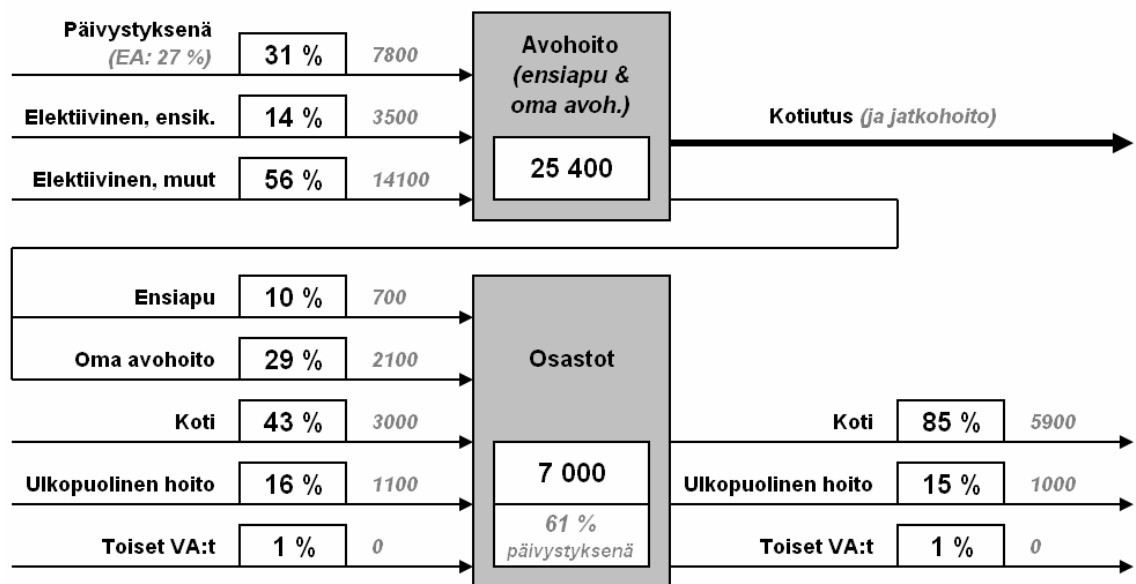 Päivystyksenä
(EA: 27 %)
31 %
7800
Elektiivinen, ensik.
14 %
3500
Elektiivinen, muut
56 %
14100
Avohoito
(ensiapu &
oma avoh.)
25 400
Kotiutus (ja jatkohoito)
Ensiapu
10 %
700
Oma avohoito
29 %
2100
Koti
43 %
3000
Ulkopuolinen hoito
16 %
1100
Toiset VA:t
1 %
0
Osastot
7 000
61 %
päivystyksenä
Koti
85 %
5900
Ulkopuolinen hoito
15 %
1000
Toiset VA:t
1 %
0